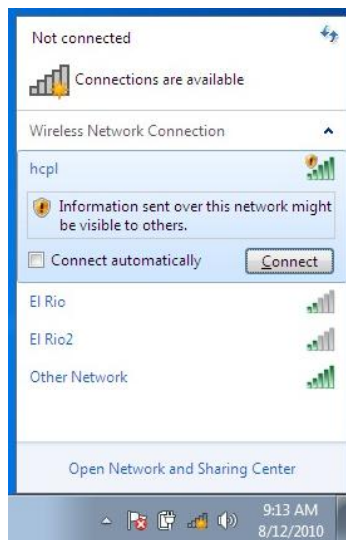 Not connected
Connections are available
Wireless Network Connection
hcpl
Information sent over this network might
be visible to others.
Connect automatically
Connect
El Rio
El Rio2
Other Network
Open Network and Sharing Center
9:13 AM
8/12/2010